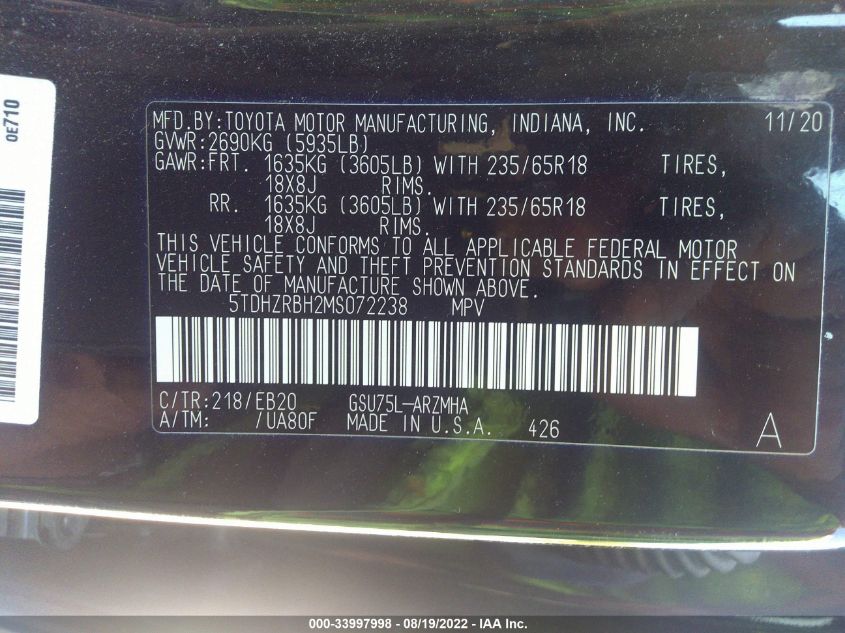 0E710
MFD.BY:TOYOTA MOTOR MANUFACTURING, INDIANA, INC. 11/20
GVWR:2690KG (5935LB)
GAWR:FRT. 1635KG (3605LB) WITH 235/65R18 TIRES,
18X8J RIMS.
RR. 1635KG (3605LB) WITH 235/65R18 TIRES,
18X8J RIMS.
THIS VEHICLE CONFORMS TO ALL APPLICABLE FEDERAL MOTOR
VEHICLE SAFETY AND THEFT PREVENTION STANDARDS IN EFFECT ON
THE DATE OF MANUFACTURE SHOWN ABOVE.
5TDHZRBH2MS072238 MPV
C/TR:218/EB20 GSU75L-ARZMHA
A/TM: /UA80F MADE IN U.S.A. 426
A
000-33997998 - 08/19/2022 - IAA Inc.